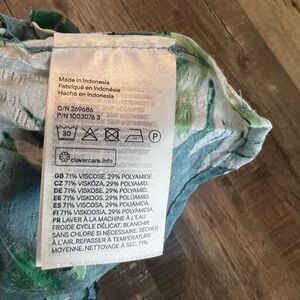 Made in Indonesia
Fabriqué en Indonésie
Hecho en Indonesia
O/N 269686
P/N 1003076 3
30
P
clevercare.info
GB 71% VISCOSE, 29% POLYAMID.
CZ 71% VISKÓZA, 29% POLYAMID.
DE 71% VISKOSE, 29% POLYAMID.
EE 71% VISKOOS, 29% POLÜAMIID.
ES 71% VISCOSA, 29% POLIAMIDA.
FI 71% VISKOOSIA, 29% POLYAMIDIA.
FR LAVER À LA MACHINE À L'EAU
FROIDE CYCLE DÉLICAT. BLANCHIR
SANS CHLORE SI NÉCESSAIRE. SÉCHER
À L'AIR. REPASSER À TEMPÉRATURE
MOYENNE. NETTOYAGE À SEC. 71%